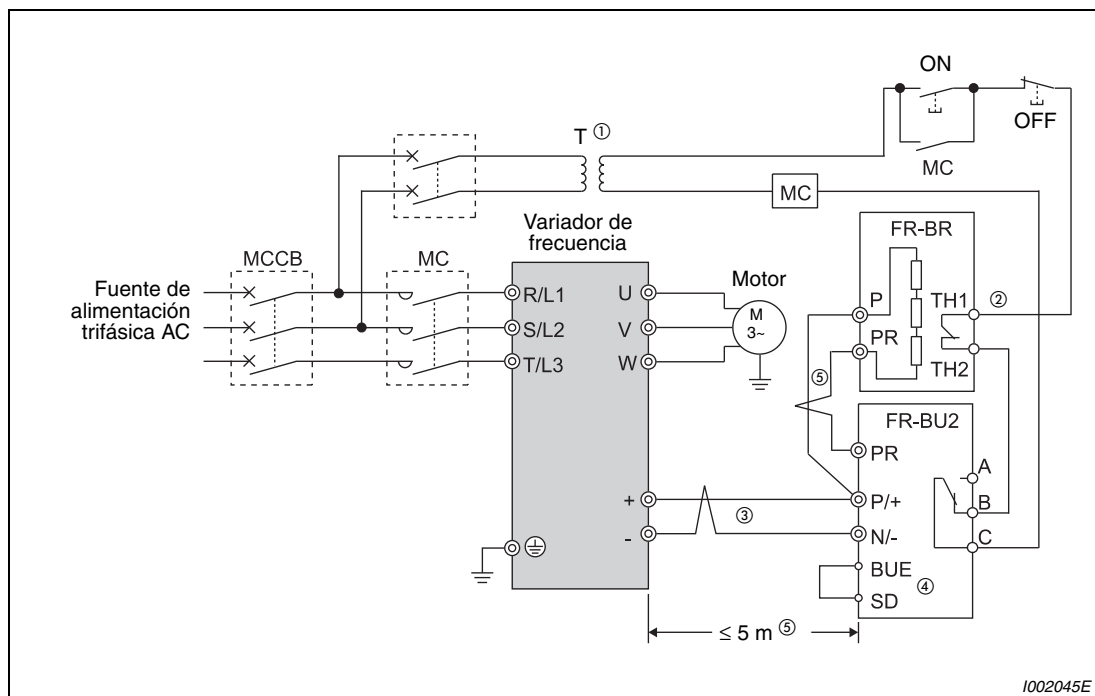 ON
OFF
MC
T ①
MC
Variador de
frecuencia
FR-BR
MCCB
MC
Motor
Fuente de
alimentación
trifásica AC
R/L1
S/L2
T/L3
U
V
W
M
3~
P
PR
TH1
②
TH2
⑤
FR-BU2
PR
A
B
C
+
-
③
P/+
N/-
BUE
SD
④
≤ 5 m ⑤
I002045E